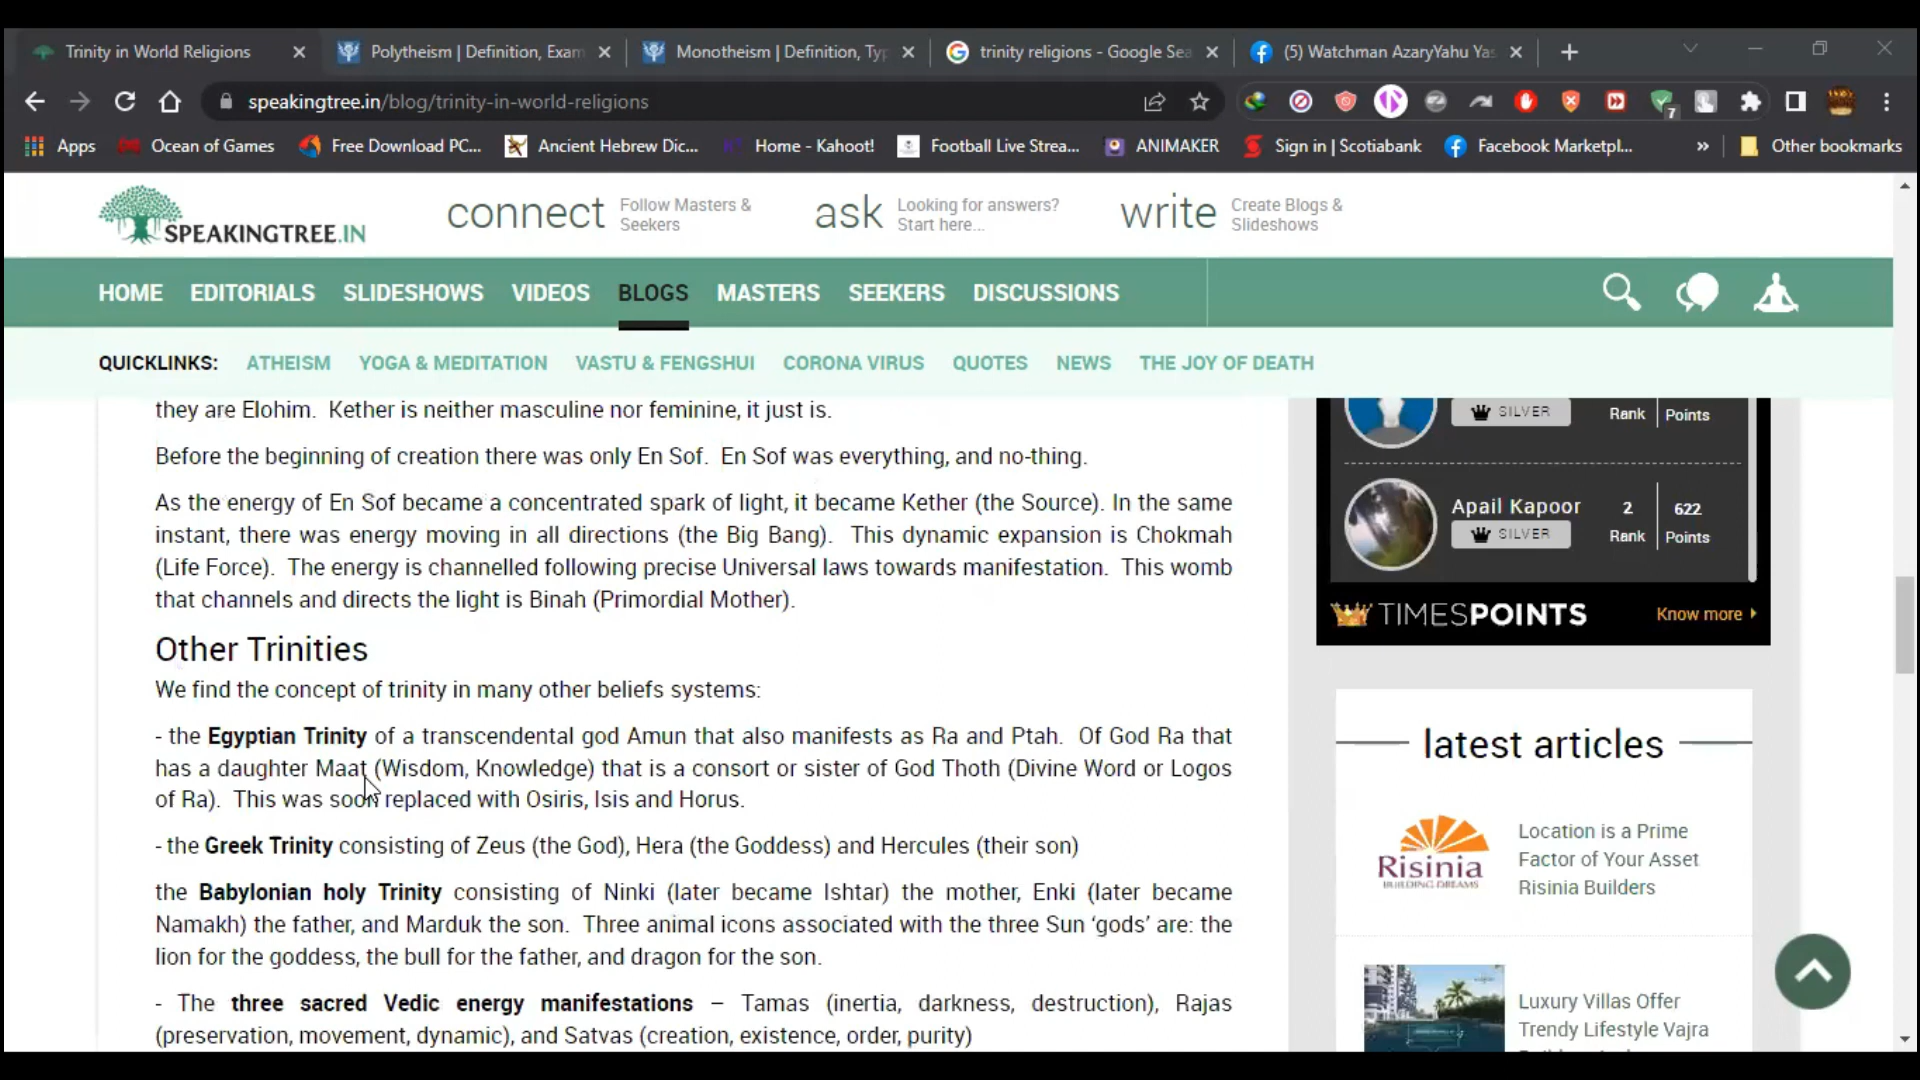 Trinity in World Religions
Polytheism | Definition, Exam
Monotheism | Definition, Typ
trinity religions - Google Sea
(5) Watchman AzaryYahu Yas
speakingtree.in/blog/trinity-in-world-religions
7
Apps
Ocean of Games
Free Download PC...
Ancient Hebrew Dic...
Home - Kahoot!
Football Live Strea...
ANIMAKER
Sign in | Scotiabank
Facebook Marketpl...
»
Other bookmarks
SPEAKINGTREE.IN
connect
Follow Masters &
Seekers
ask
Looking for answers?
Start here...
write
Create Blogs &
Slideshows
HOME EDITORIALS SLIDESHOWS VIDEOS BLOGS MASTERS SEEKERS DISCUSSIONS
QUICKLINKS: ATHEISM YOGA & MEDITATION VASTU & FENGSHUI CORONA VIRUS QUOTES NEWS THE JOY OF DEATH
they are Elohim. Kether is neither masculine nor feminine, it just is.
Before the beginning of creation there was only En Sof. En Sof was everything, and no-thing.
As the energy of En Sof became a concentrated spark of light, it became Kether (the Source). In the same
instant, there was energy moving in all directions (the Big Bang). This dynamic expansion is Chokmah
(Life Force). The energy is channelled following precise Universal laws towards manifestation. This womb
that channels and directs the light is Binah (Primordial Mother).
Other Trinities
We find the concept of trinity in many other beliefs systems:
- the Egyptian Trinity of a transcendental god Amun that also manifests as Ra and Ptah. Of God Ra that
has a daughter Maat (Wisdom, Knowledge) that is a consort or sister of God Thoth (Divine Word or Logos
of Ra). This was soon replaced with Osiris, Isis and Horus.
- the Greek Trinity consisting of Zeus (the God), Hera (the Goddess) and Hercules (their son)
the Babylonian holy Trinity consisting of Ninki (later became Ishtar) the mother, Enki (later became
Namakh) the father, and Marduk the son. Three animal icons associated with the three Sun ‘gods’ are: the
lion for the goddess, the bull for the father, and dragon for the son.
- The three sacred Vedic energy manifestations – Tamas (inertia, darkness, destruction), Rajas
(preservation, movement, dynamic), and Satvas (creation, existence, order, purity)
SILVER
Rank Points
Apail Kapoor
SILVER
2
Rank
622
Points
TIMESPOINTS
Know more
latest articles
Risinia
BUILDING DREAMS
Location is a Prime
Factor of Your Asset
Risinia Builders
Luxury Villas Offer
Trendy Lifestyle Vajra